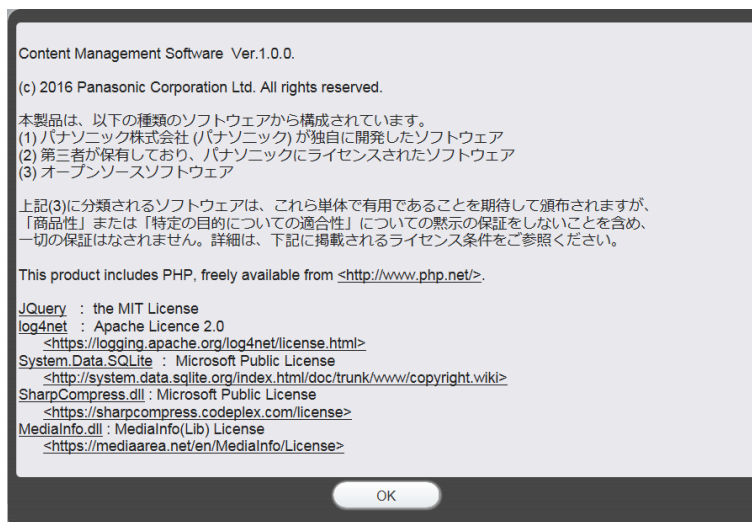 Content Management Software Ver.1.0.0.
(c) 2016 Panasonic Corporation Ltd. All rights reserved.
本製品は、以下の種類のソフトウェアから構成されています。
(1) パナソニック株式会社 (パナソニック) が独自に開発したソフトウェア
(2) 第三者が保有しており、パナソニックにライセンスされたソフトウェア
(3) オープンソースソフトウェア
上記(3)に分類されるソフトウェアは、これら単体で有用であることを期待して頒布されますが、
「商品性」または「特定の目的についての適合性」についての黙示の保証をしないことを含め、
一切の保証はなされません。詳細は、下記に掲載されるライセンス条件をご参照ください。
This product includes PHP, freely available from <http://www.php.net/>.
JQuery : the MIT License
log4net : Apache Licence 2.0
<https://logging.apache.org/log4net/license.html>
System.Data.SQLite : Microsoft Public License
<http://system.data.sqlite.org/index.html/doc/trunk/www/copyright.wiki>
SharpCompress.dll : Microsoft Public License
<https://sharpcompress.codeplex.com/license>
MediaInfo.dll : MediaInfo(Lib) License
<https://mediaarea.net/en/MediaInfo/License>
OK